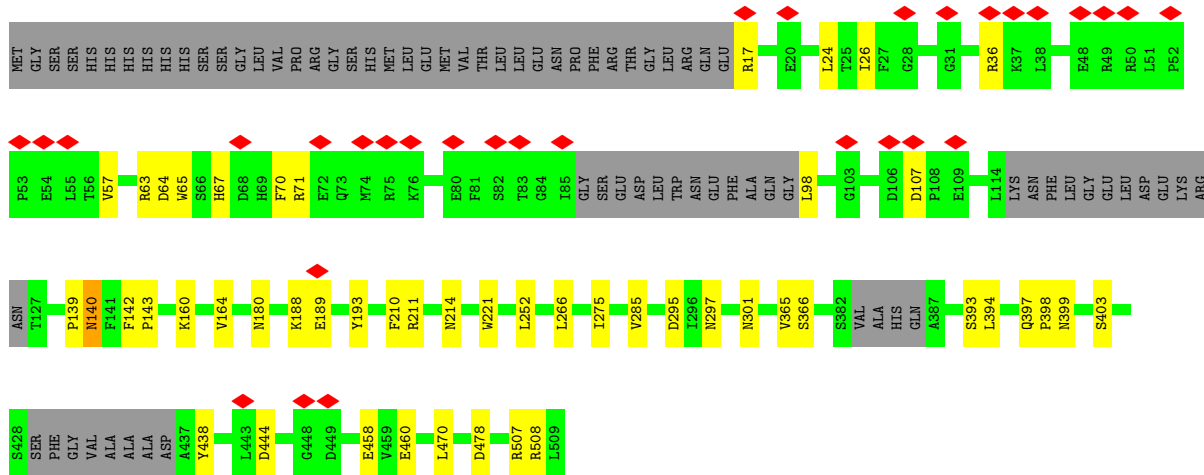 MET GLY SER SER HIS HIS HIS HIS HIS HIS SER SER GLY LEU VAL PRO ARG GLY SER HIS MET LEU GLU MET VAL THR LEU LEU GLU ASN PRO PHE ARG THR GLY LEU ARG GLN GLU R17 E20 L24 T25 I26 F27 G28 G31 R36 K37 L38 E48 R49 R50 L51 P52
P53 E54 L55 T56 V57 R63 D64 W65 S66 H67 D68 H69 F70 R71 E72 Q73 M74 R75 K76 E80 F81 S82 T83 G84 I85 GLY SER GLU ASP LEU TRP ASN GLU PHE ALA GLN GLY L98 G103 D106 D107 P108 E109 L114 LYS ASN PHE LEU GLY GLU LEU ASP GLU LYS ARG
ASN T127 P139 N140 F141 F142 P143 K160 V164 N180 K188 E189 Y193 F210 R211 N214 W221 L252 L266 I275 V285 D295 I296 N297 N301 V365 S366 S382 VAL ALA HIS GLN A387 S393 L394 Q397 P398 N399 S403
S428 SER PHE GLY VAL ALA ALA ALA ASP A437 Y438 L443 D444 G448 D449 E458 V459 E460 L470 D478 R507 R508 L509